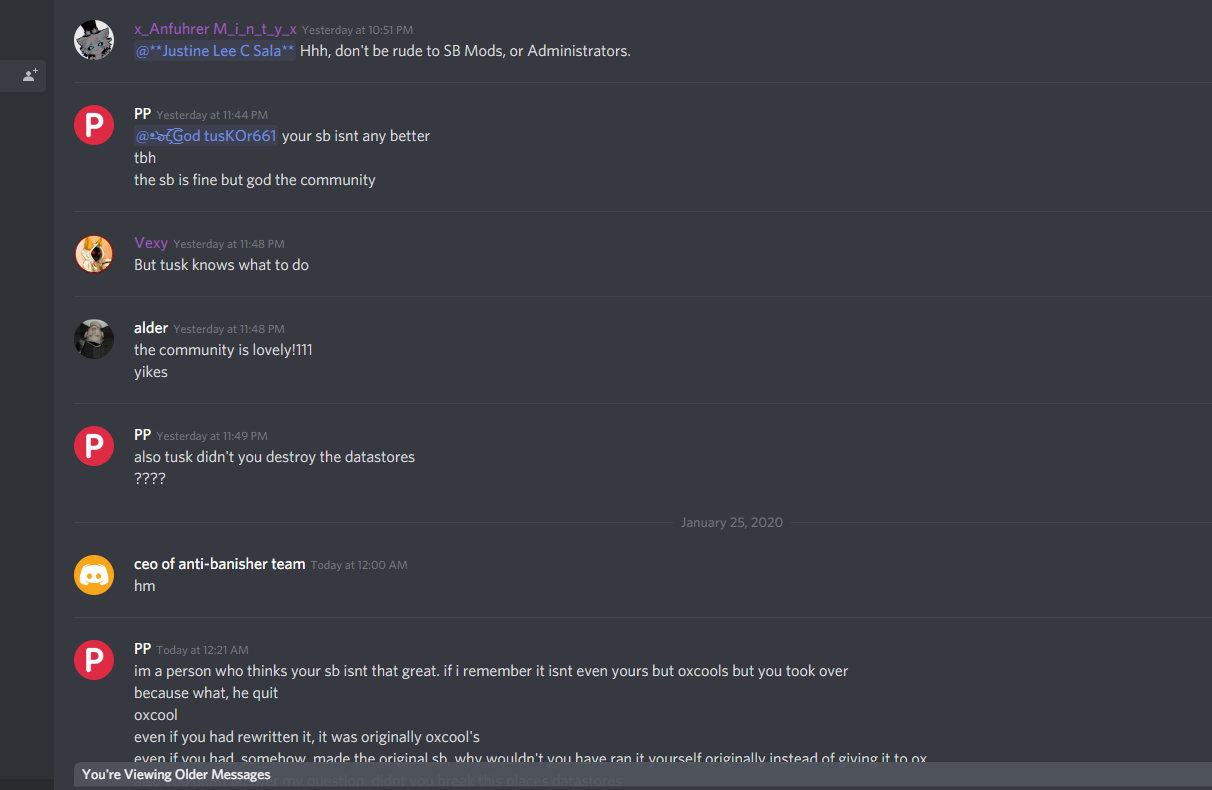 x_Anfuhrer M_i_n_t_y_x Yesterday at 10:51 PM
@**Justine Lee C Sala** Hhh, don't be rude to SB Mods, or Administrators.
P
PP Yesterday at 11:44 PM
God tusKOr661 your sb isnt any better
tbh
the sb is fine but god the community
Vexy Yesterday at 11:48 PM
But tusk knows what to do
alder Yesterday at 11:48 PM
the community is lovely!111
yikes
P
PP Yesterday at 11:49 PM
also tusk didn't you destroy the datastores
????
January 25, 2020
ceo of anti-banisher team Today at 12:00 AM
hm
P
PP Today at 12:21 AM
im a person who thinks your sb isnt that great. if i remember it isnt even yours but oxcools but you took over
because what, he quit
oxcool
even if you had rewritten it, it was originally oxcool's
even if you had, somehow, made the original sb, why wouldn't you have ran it yourself originally instead of giving it to ox
You're Viewing Older Messages
my question, didnt you break this places datastores